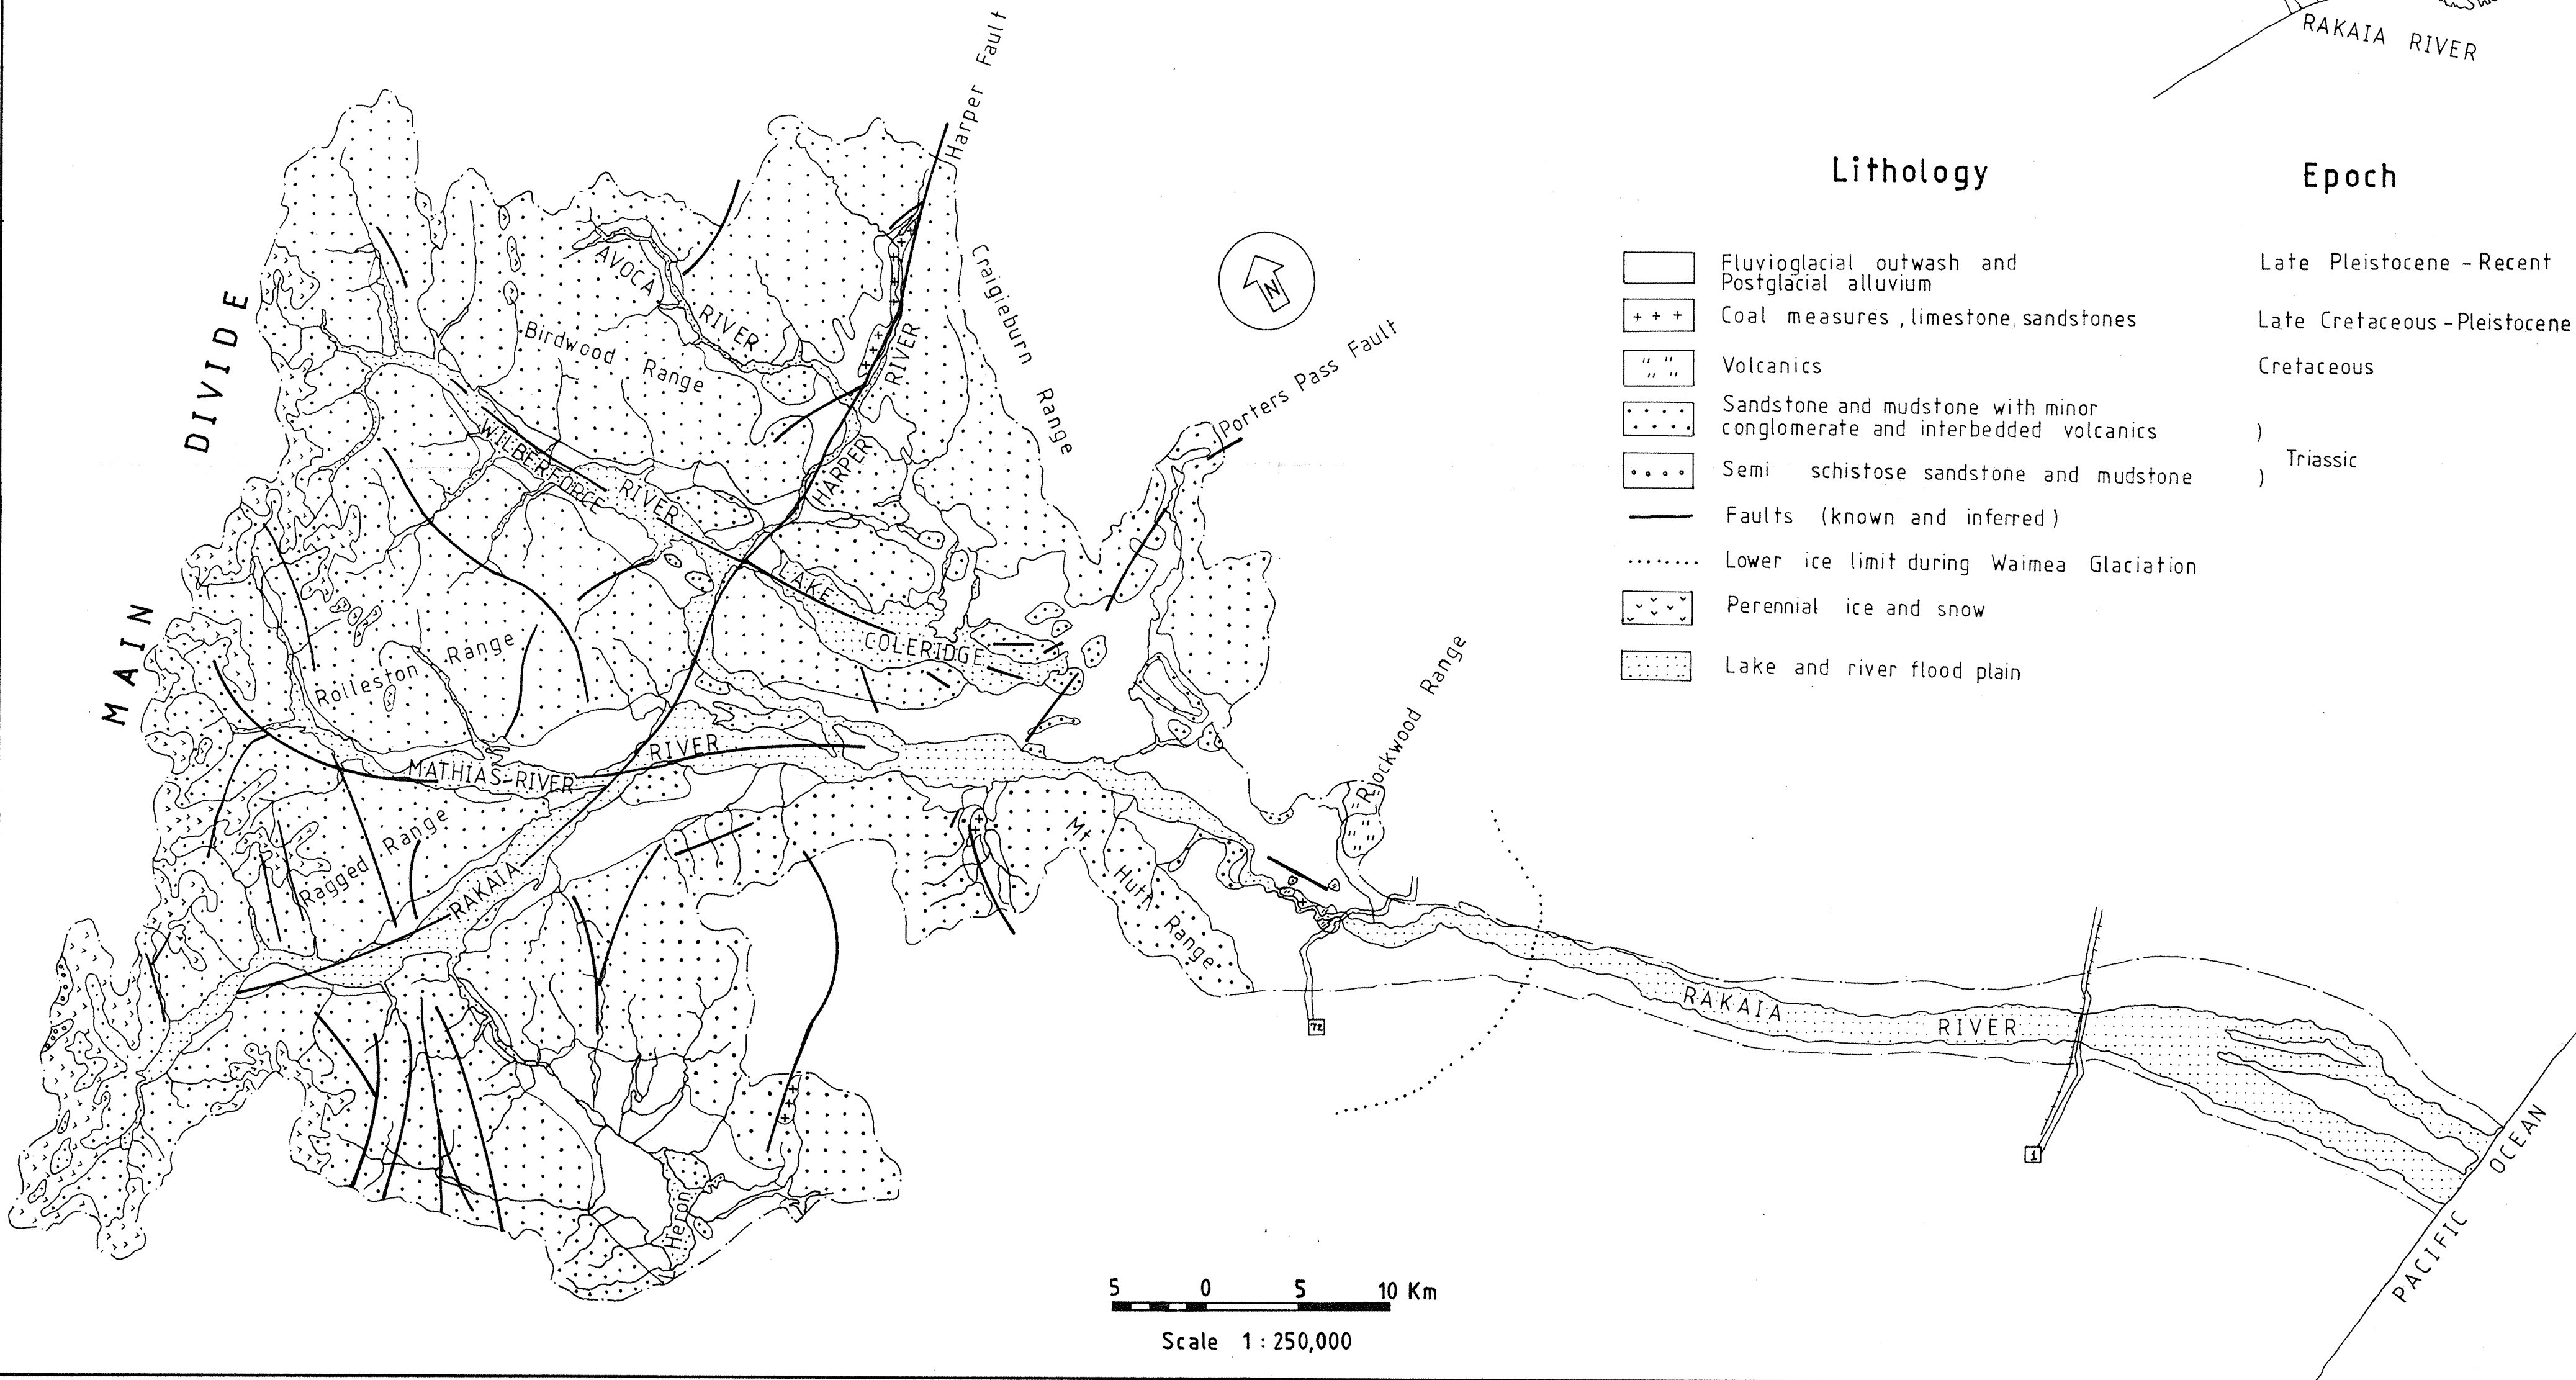 RAKAIA RIVER
Harper Fault
Lithology
Epoch
Fluvioglacial outwash and
Postglacial alluvium
Late Pleistocene - Recent
+ + + Coal measures, limestone, sandstones
Late Cretaceous - Pleistocene
Volcanics
Cretaceous
Sandstone and mudstone with minor
conglomerate and interbedded volcanics )
Triassic
Semi schistose sandstone and mudstone )
Faults (known and inferred)
Lower ice limit during Waimea Glaciation
Perennial ice and snow
Lake and river flood plain
N
Craigieburn Range
Porters Pass Fault
AVOCA RIVER
Birdwood Range
HARPER RIVER
MAIN DIVIDE
WILBERFORCE RIVER
LAKE COLERIDGE
Rolleston Range
Rockwood Range
MATHIAS RIVER
RIVER
Ragged Range
RAKAIA
Mt Hutt Range
72
RAKAIA RIVER
1
Heron
PACIFIC OCEAN
5 0 5 10 Km
Scale 1 : 250,000